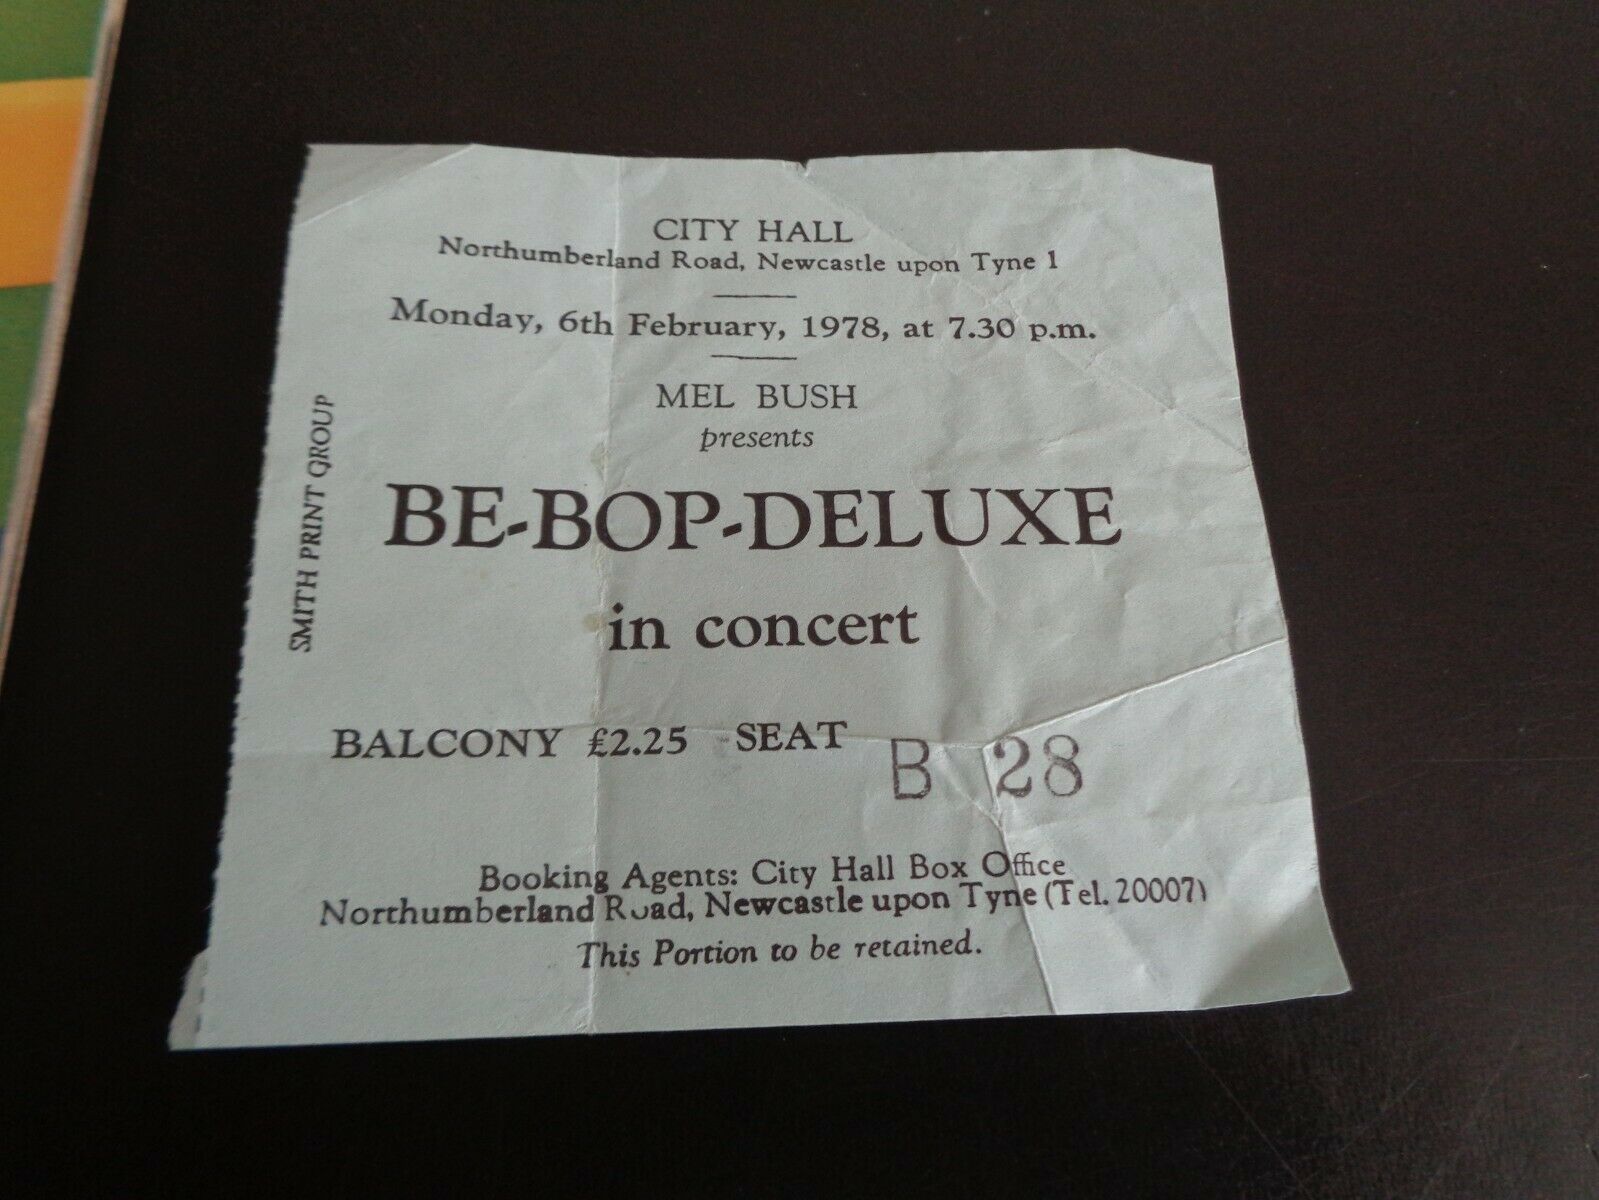 CITY HALL
Northumberland Road, Newcastle upon Tyne 1
Monday, 6th February, 1978, at 7.30 p.m.
MEL BUSH
presents
BE-BOP-DELUXE
in concert
BALCONY £2.25 SEAT B 28
Booking Agents: City Hall Box Office
Northumberland Road, Newcastle upon Tyne (Tel. 20007)
This Portion to be retained.
SMITH PRINT GROUP